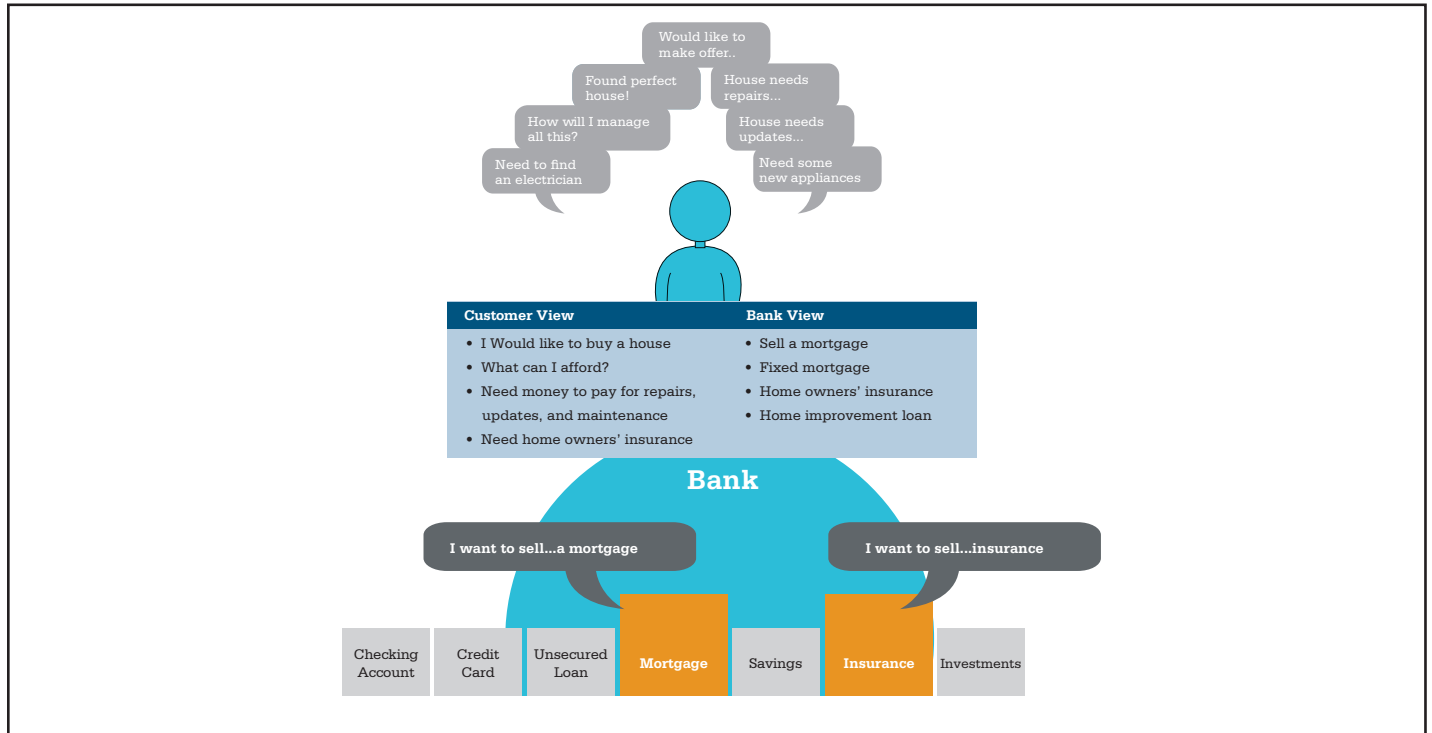 Would like to
make offer..
Found perfect
house!
House needs
repairs...
How will I manage
all this?
House needs
updates...
Need to find
an electrician
Need some
new appliances
Customer View
Bank View
• I Would like to buy a house
• What can I afford?
• Need money to pay for repairs,
updates, and maintenance
• Need home owners' insurance
• Sell a mortgage
• Fixed mortgage
• Home owners' insurance
• Home improvement loan
Bank
I want to sell...a mortgage
I want to sell...insurance
Checking
Account
Credit
Card
Unsecured
Loan
Mortgage
Savings
Insurance
Investments